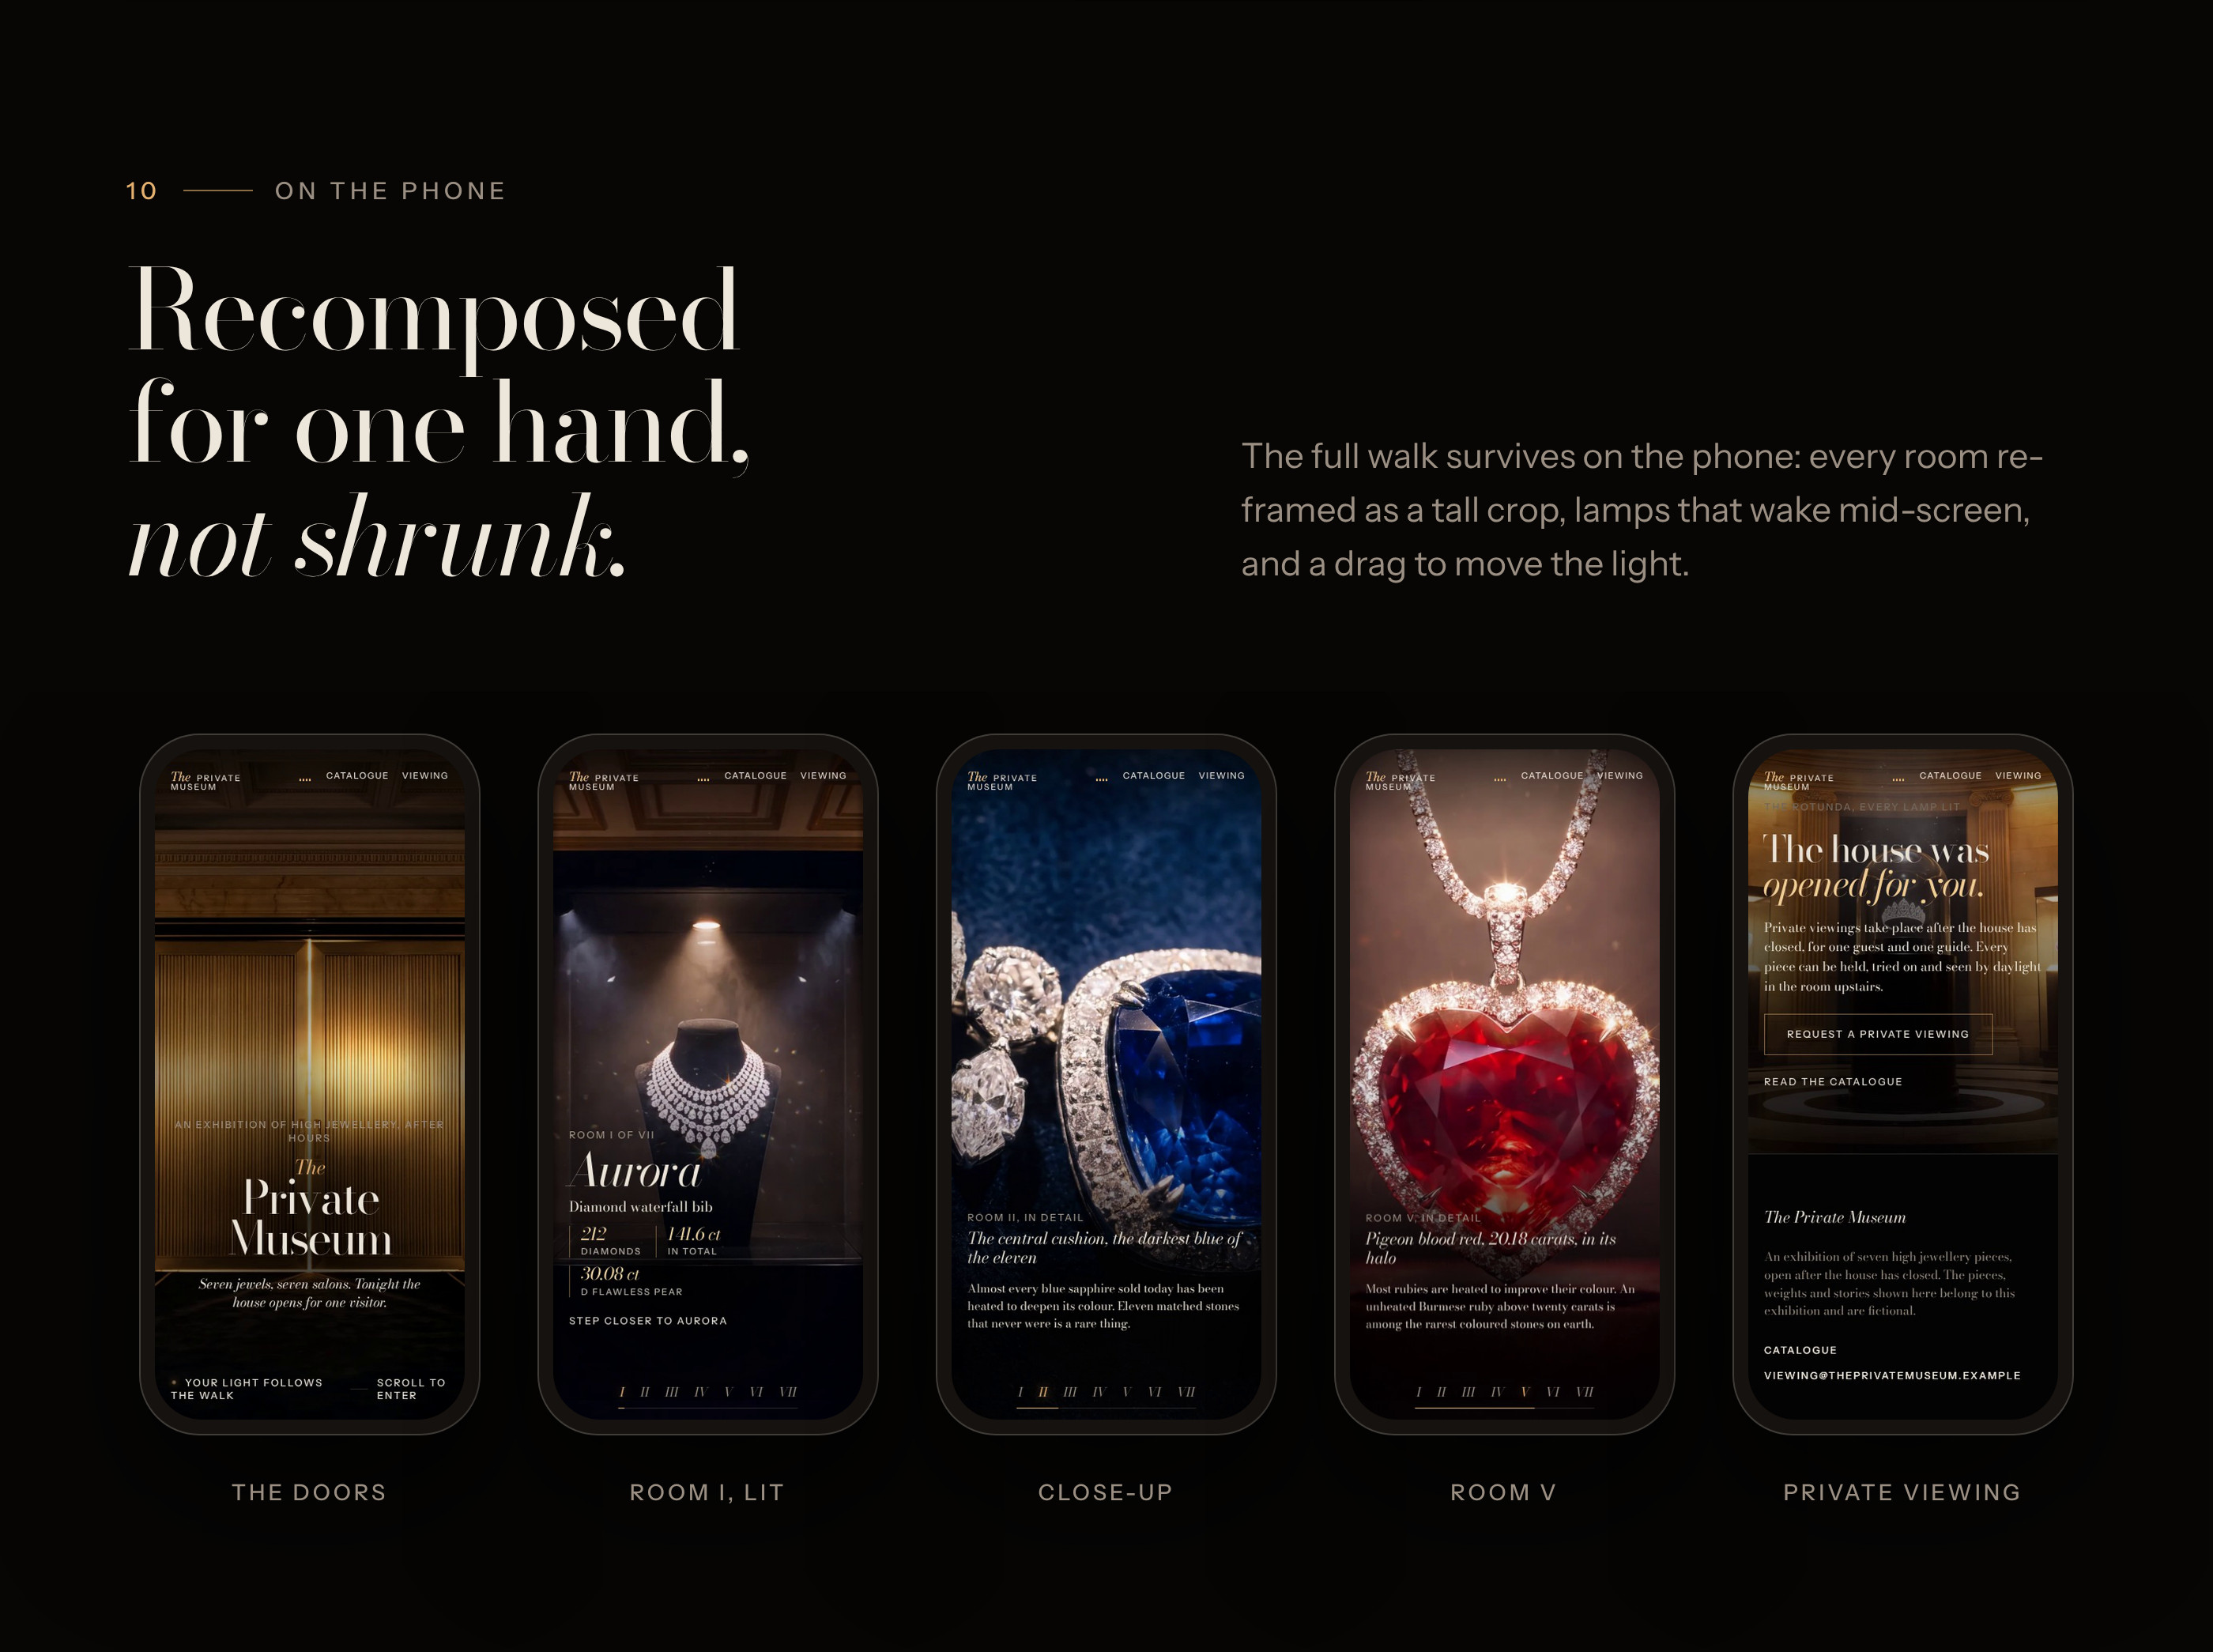 10 ON THE PHONE
Recomposed
for one hand,
not shrunk.
The full walk survives on the phone: every room re-
framed as a tall crop, lamps that wake mid-screen,
and a drag to move the light.
The PRIVATE
MUSEUM
CATALOGUE VIEWING
AN EXHIBITION OF HIGH JEWELLERY, AFTER
HOURS
The
Private
Museum
Seven jewels, seven salons. Tonight the
house opens for one visitor.
YOUR LIGHT FOLLOWS
THE WALK
SCROLL TO
ENTER
THE DOORS
The PRIVATE
MUSEUM
CATALOGUE VIEWING
ROOM I OF VII
Aurora
Diamond waterfall bib
212
DIAMONDS
141.6 ct
IN TOTAL
30.08 ct
D FLAWLESS PEAR
STEP CLOSER TO AURORA
I II III IV V VI VII
ROOM I, LIT
The PRIVATE
MUSEUM
CATALOGUE VIEWING
ROOM II, IN DETAIL
The central cushion, the darkest blue of
the eleven
Almost every blue sapphire sold today has been
heated to deepen its colour. Eleven matched stones
that never were is a rare thing.
I II III IV V VI VII
CLOSE-UP
The PRIVATE
MUSEUM
CATALOGUE VIEWING
ROOM V, IN DETAIL
Pigeon blood red, 20.18 carats, in its
halo
Most rubies are heated to improve their colour. An
unheated Burmese ruby above twenty carats is
among the rarest coloured stones on earth.
I II III IV V VI VII
ROOM V
The PRIVATE
MUSEUM
CATALOGUE VIEWING
THE ROTUNDA, EVERY LAMP LIT
The house was
opened for you.
Private viewings take place after the house has
closed, for one guest and one guide. Every
piece can be held, tried on and seen by daylight
in the room upstairs.
REQUEST A PRIVATE VIEWING
READ THE CATALOGUE
The Private Museum
An exhibition of seven high jewellery pieces,
open after the house has closed. The pieces,
weights and stories shown here belong to this
exhibition and are fictional.
CATALOGUE
VIEWING@THEPRIVATEMUSEUM.EXAMPLE
PRIVATE VIEWING